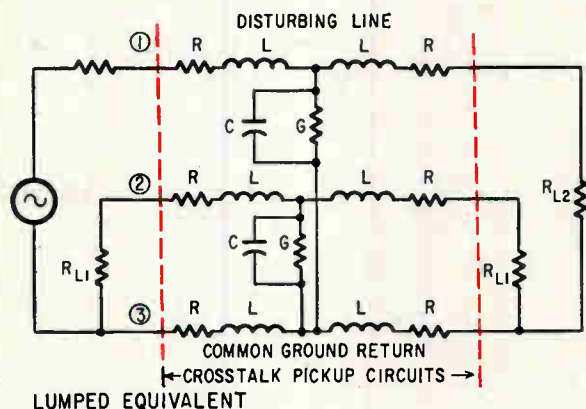 DISTURBING LINE
① R L L R
C G
② R L L R
R_L2
C G
R_L1 R_L1
③ R L L R
COMMON GROUND RETURN
CROSSTALK PICKUP CIRCUITS
LUMPED EQUIVALENT